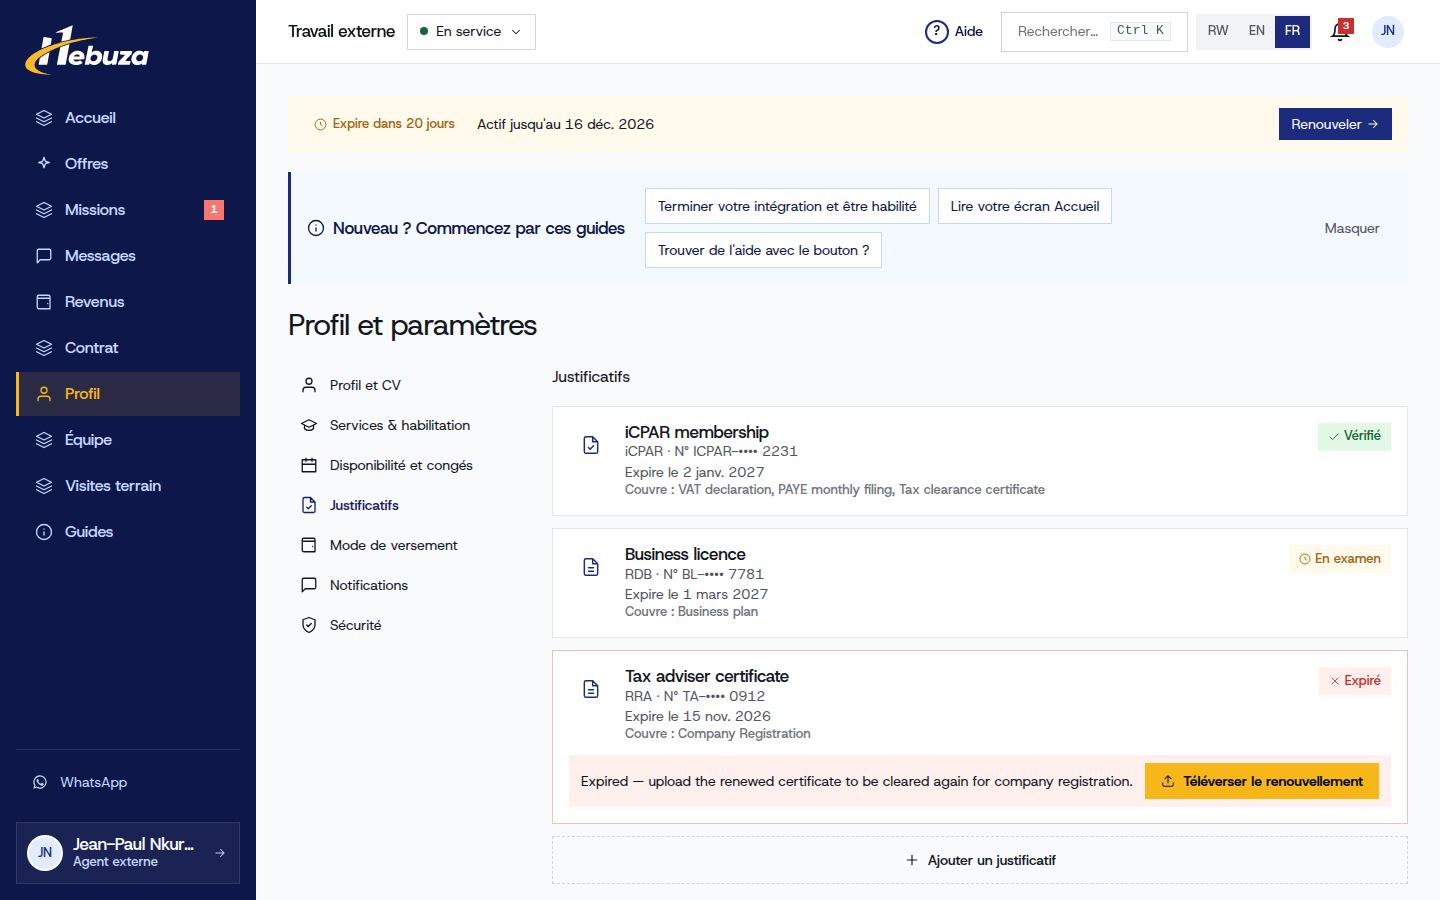 Hebuza
Accueil
Offres
Missions
1
Messages
Revenus
Contrat
Profil
Équipe
Visites terrain
Guides
WhatsApp
JN
Jean-Paul Nkur...
Agent externe
Travail externe
En service
? Aide
Rechercher...
Ctrl K
RW
EN
FR
3
JN
Expire dans 20 jours
Actif jusqu'au 16 déc. 2026
Renouveler
Nouveau ? Commencez par ces guides
Terminer votre intégration et être habilité
Lire votre écran Accueil
Trouver de l'aide avec le bouton ?
Masquer
Profil et paramètres
Profil et CV
Services & habilitation
Disponibilité et congés
Justificatifs
Mode de versement
Notifications
Sécurité
Justificatifs
iCPAR membership
iCPAR · N° ICPAR-•••• 2231
Expire le 2 janv. 2027
Couvre : VAT declaration, PAYE monthly filing, Tax clearance certificate
Vérifié
Business licence
RDB · N° BL-•••• 7781
Expire le 1 mars 2027
Couvre : Business plan
En examen
Tax adviser certificate
RRA · N° TA-•••• 0912
Expire le 15 nov. 2026
Couvre : Company Registration
Expiré
Expired — upload the renewed certificate to be cleared again for company registration.
Téléverser le renouvellement
Ajouter un justificatif